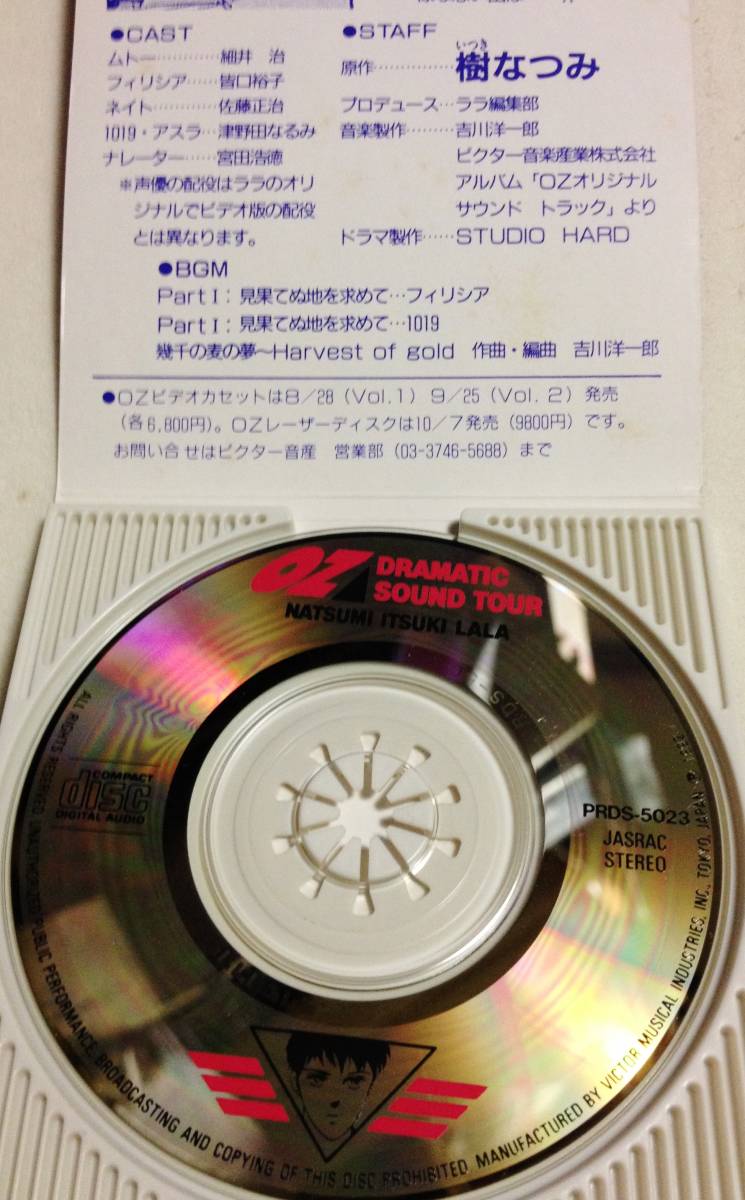 ●CAST
ムトー…………細井　治
フィリシア……皆口裕子
ネイト…………佐藤正治
1019・アスラ…津野田なるみ
ナレーター……宮田浩徳
※声優の配役はララのオリ
ジナルでビデオ版の配役
とは異なります。
●STAFF
いつき
原作……………樹なつみ
プロデュース…ララ編集部
音楽製作………吉川洋一郎
ビクター音楽産業株式会社
アルバム「OZオリジナル
サウンド　トラック」より
ドラマ製作……STUDIO　HARD
●BGM
PartⅠ：見果てぬ地を求めて…フィリシア
PartⅠ：見果てぬ地を求めて…1019
幾千の麦の夢〜Harvest of gold　作曲・編曲　吉川洋一郎
●OZビデオカセットは8/28（Vol.1）9/25（Vol.2）発売
（各6,800円）。OZレーザーディスクは10/7発売（9800円）です。
お問い合せはビクター音産　営業部（03-3746-5688）まで
OZ DRAMATIC
SOUND TOUR
NATSUMI ITSUKI LALA
COMPACT
disc
DIGITAL AUDIO
PRDS-5023
JASRAC
STEREO
ALL RIGHTS RESERVED. UNAUTHORIZED PUBLIC PERFORMANCE, BROADCASTING AND COPYING OF THIS DISC PROHIBITED. MANUFACTURED BY VICTOR MUSICAL INDUSTRIES, INC., TOKYO, JAPAN ℗